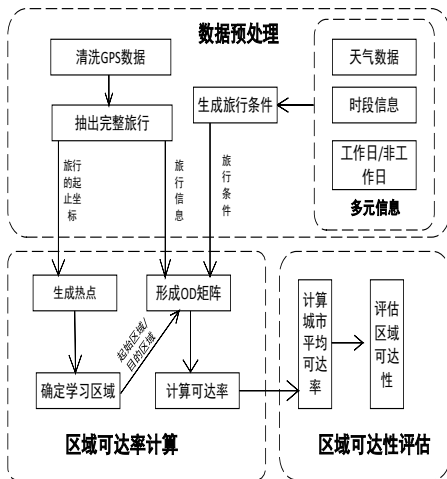 数据预处理
清洗GPS数据
抽出完整旅行
生成旅行条件
天气数据
时段信息
工作日/非工
作日
多元信息
旅行
的起
止坐
标
旅
行
信
息
旅
行
条
件
生成热点
形成OD矩阵
起始区域/
目的区域
确定学习区域
计算可达率
区域可达率计算
计算
城市
平均
可达
率
评估
区域
可达
性
区域可达性评估